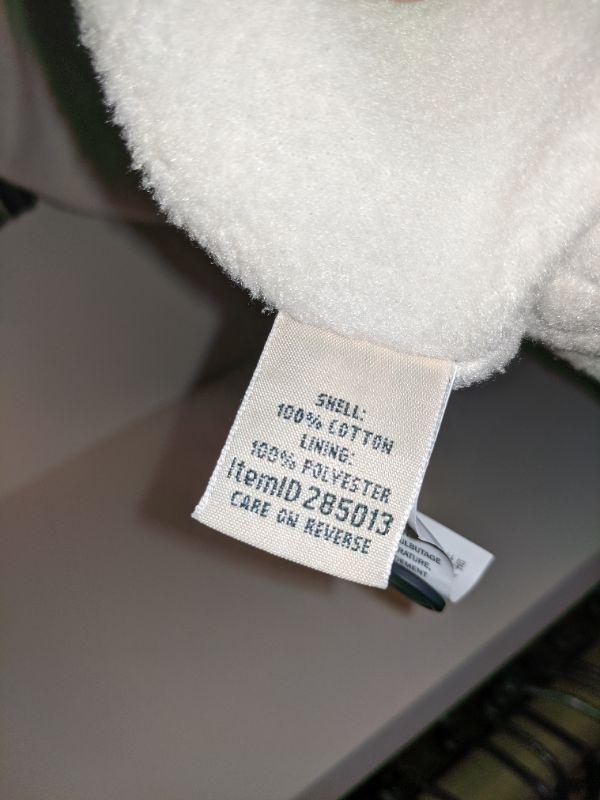 SHELL:
100% COTTON
LINING:
100% POLYESTER
ItemID 285013
CARE ON REVERSE